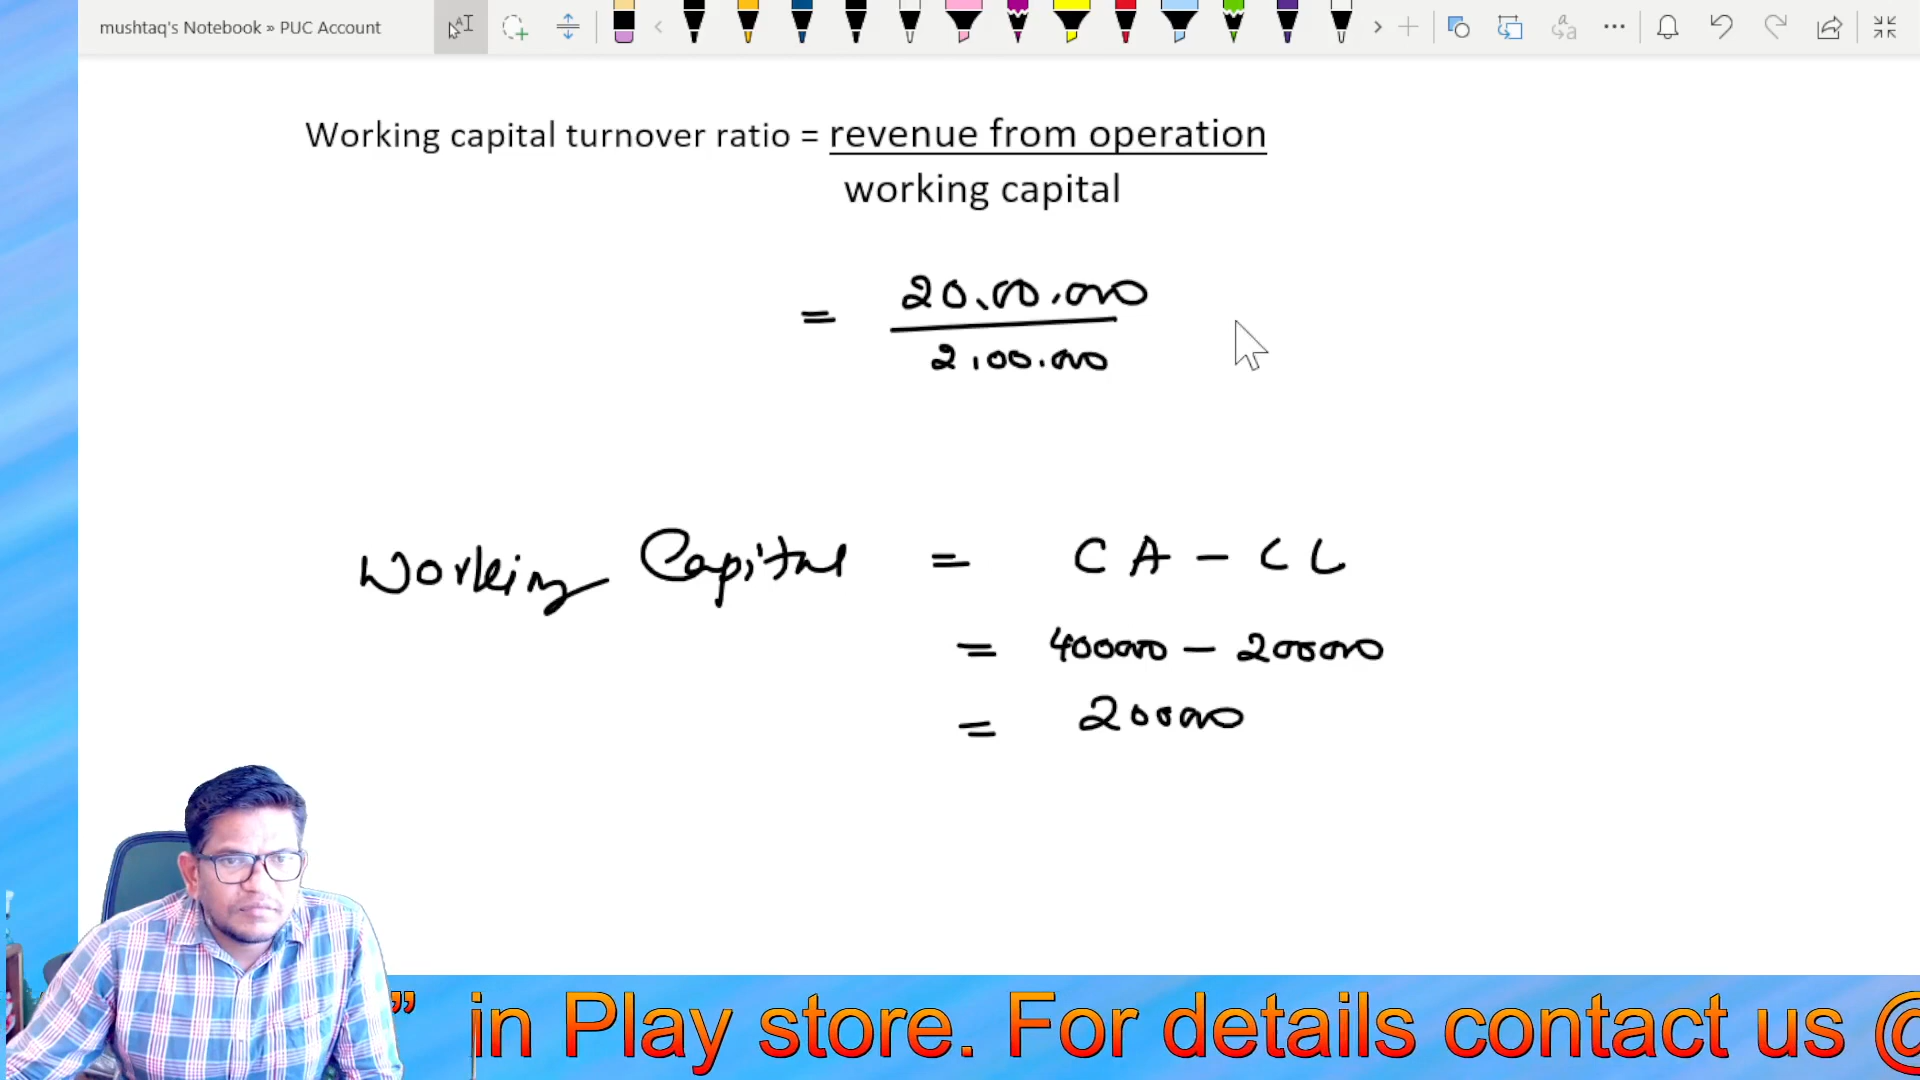 mushtaq's Notebook » PUC Account
Working capital turnover ratio = revenue from operation
working capital
= 20,00,000
2,00,000
Working Capital = CA - CL
= 400000 - 200000
= 200000
” in Play store. For details contact us @